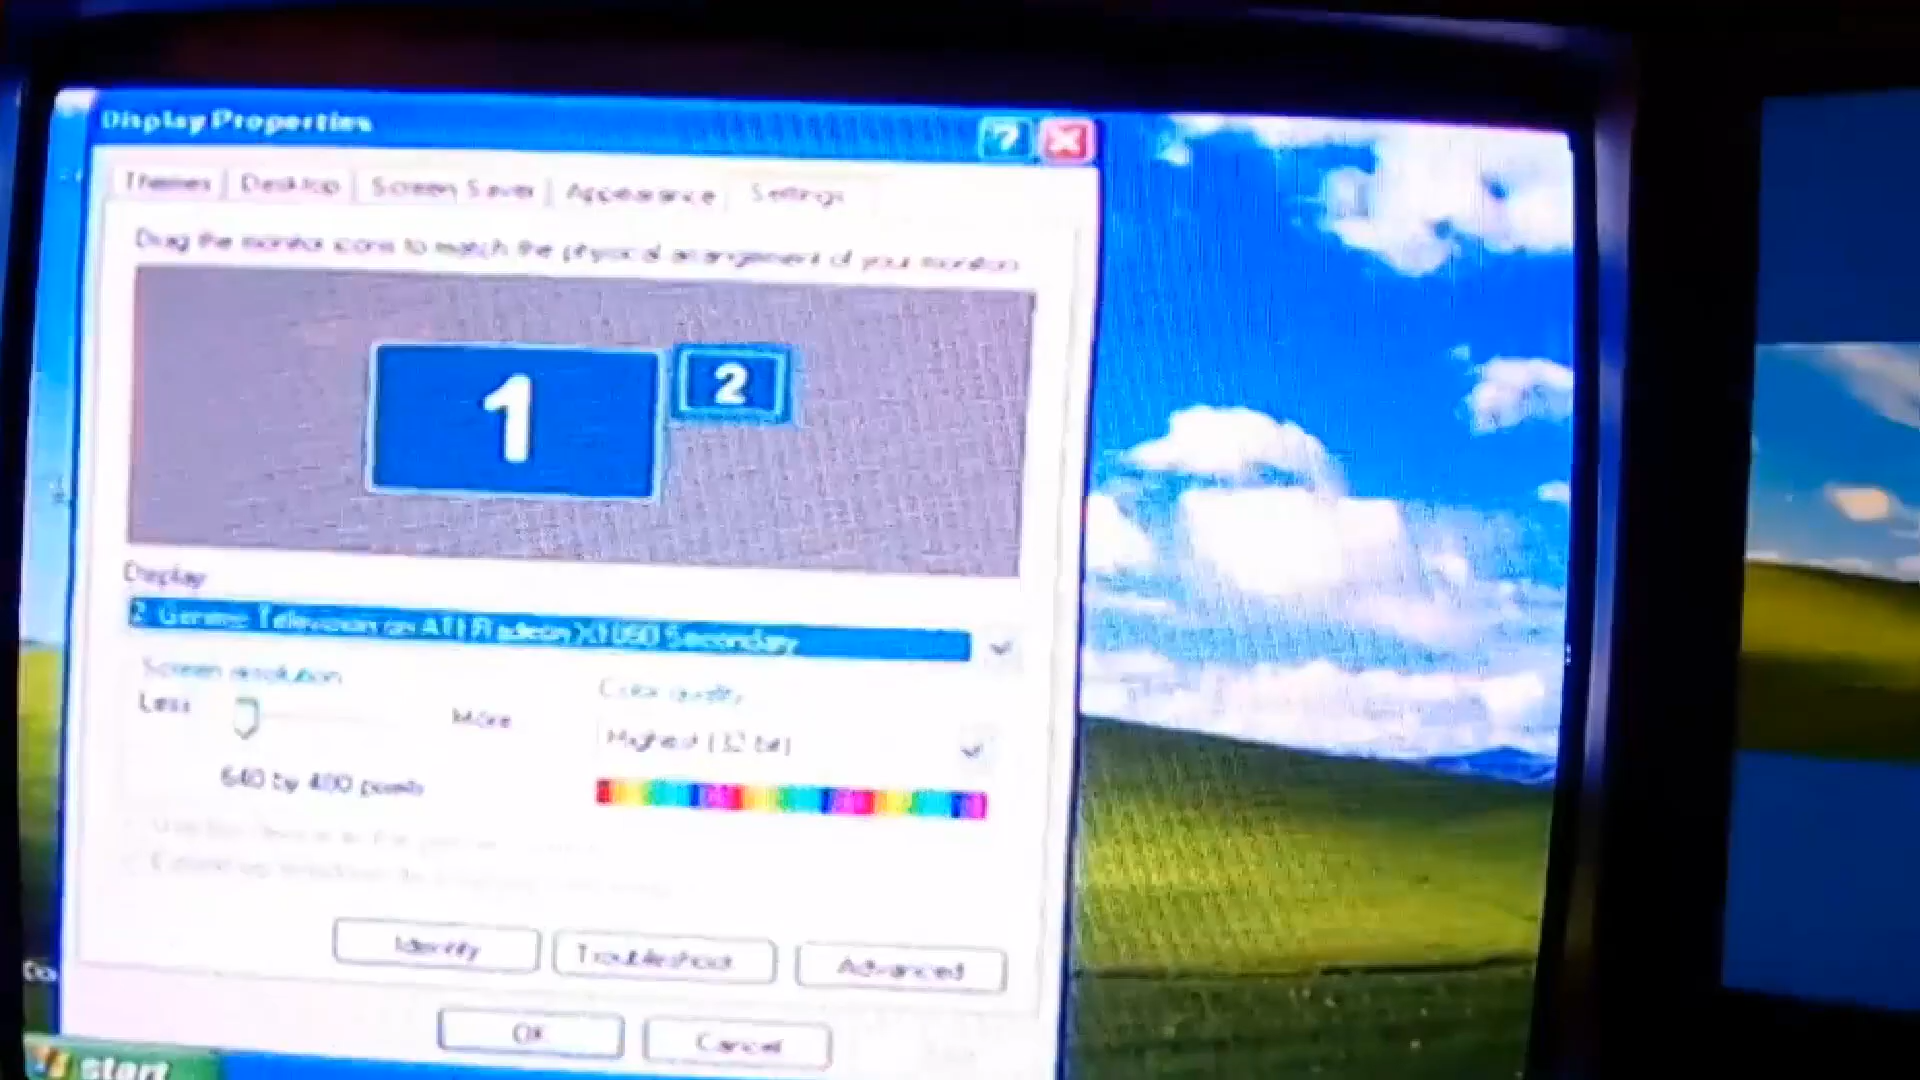 Display Properties
Themes Desktop Screen Saver Appearance Settings
Drag the monitor icons to match the physical arrangement of your monitors.
1 2
Display:
2. Generic Television on ATI Radeon X1050 Secondary
Screen resolution
Color quality
Less More
Highest (32 bit)
640 by 400 pixels
Identify Troubleshoot Advanced
OK Cancel
start